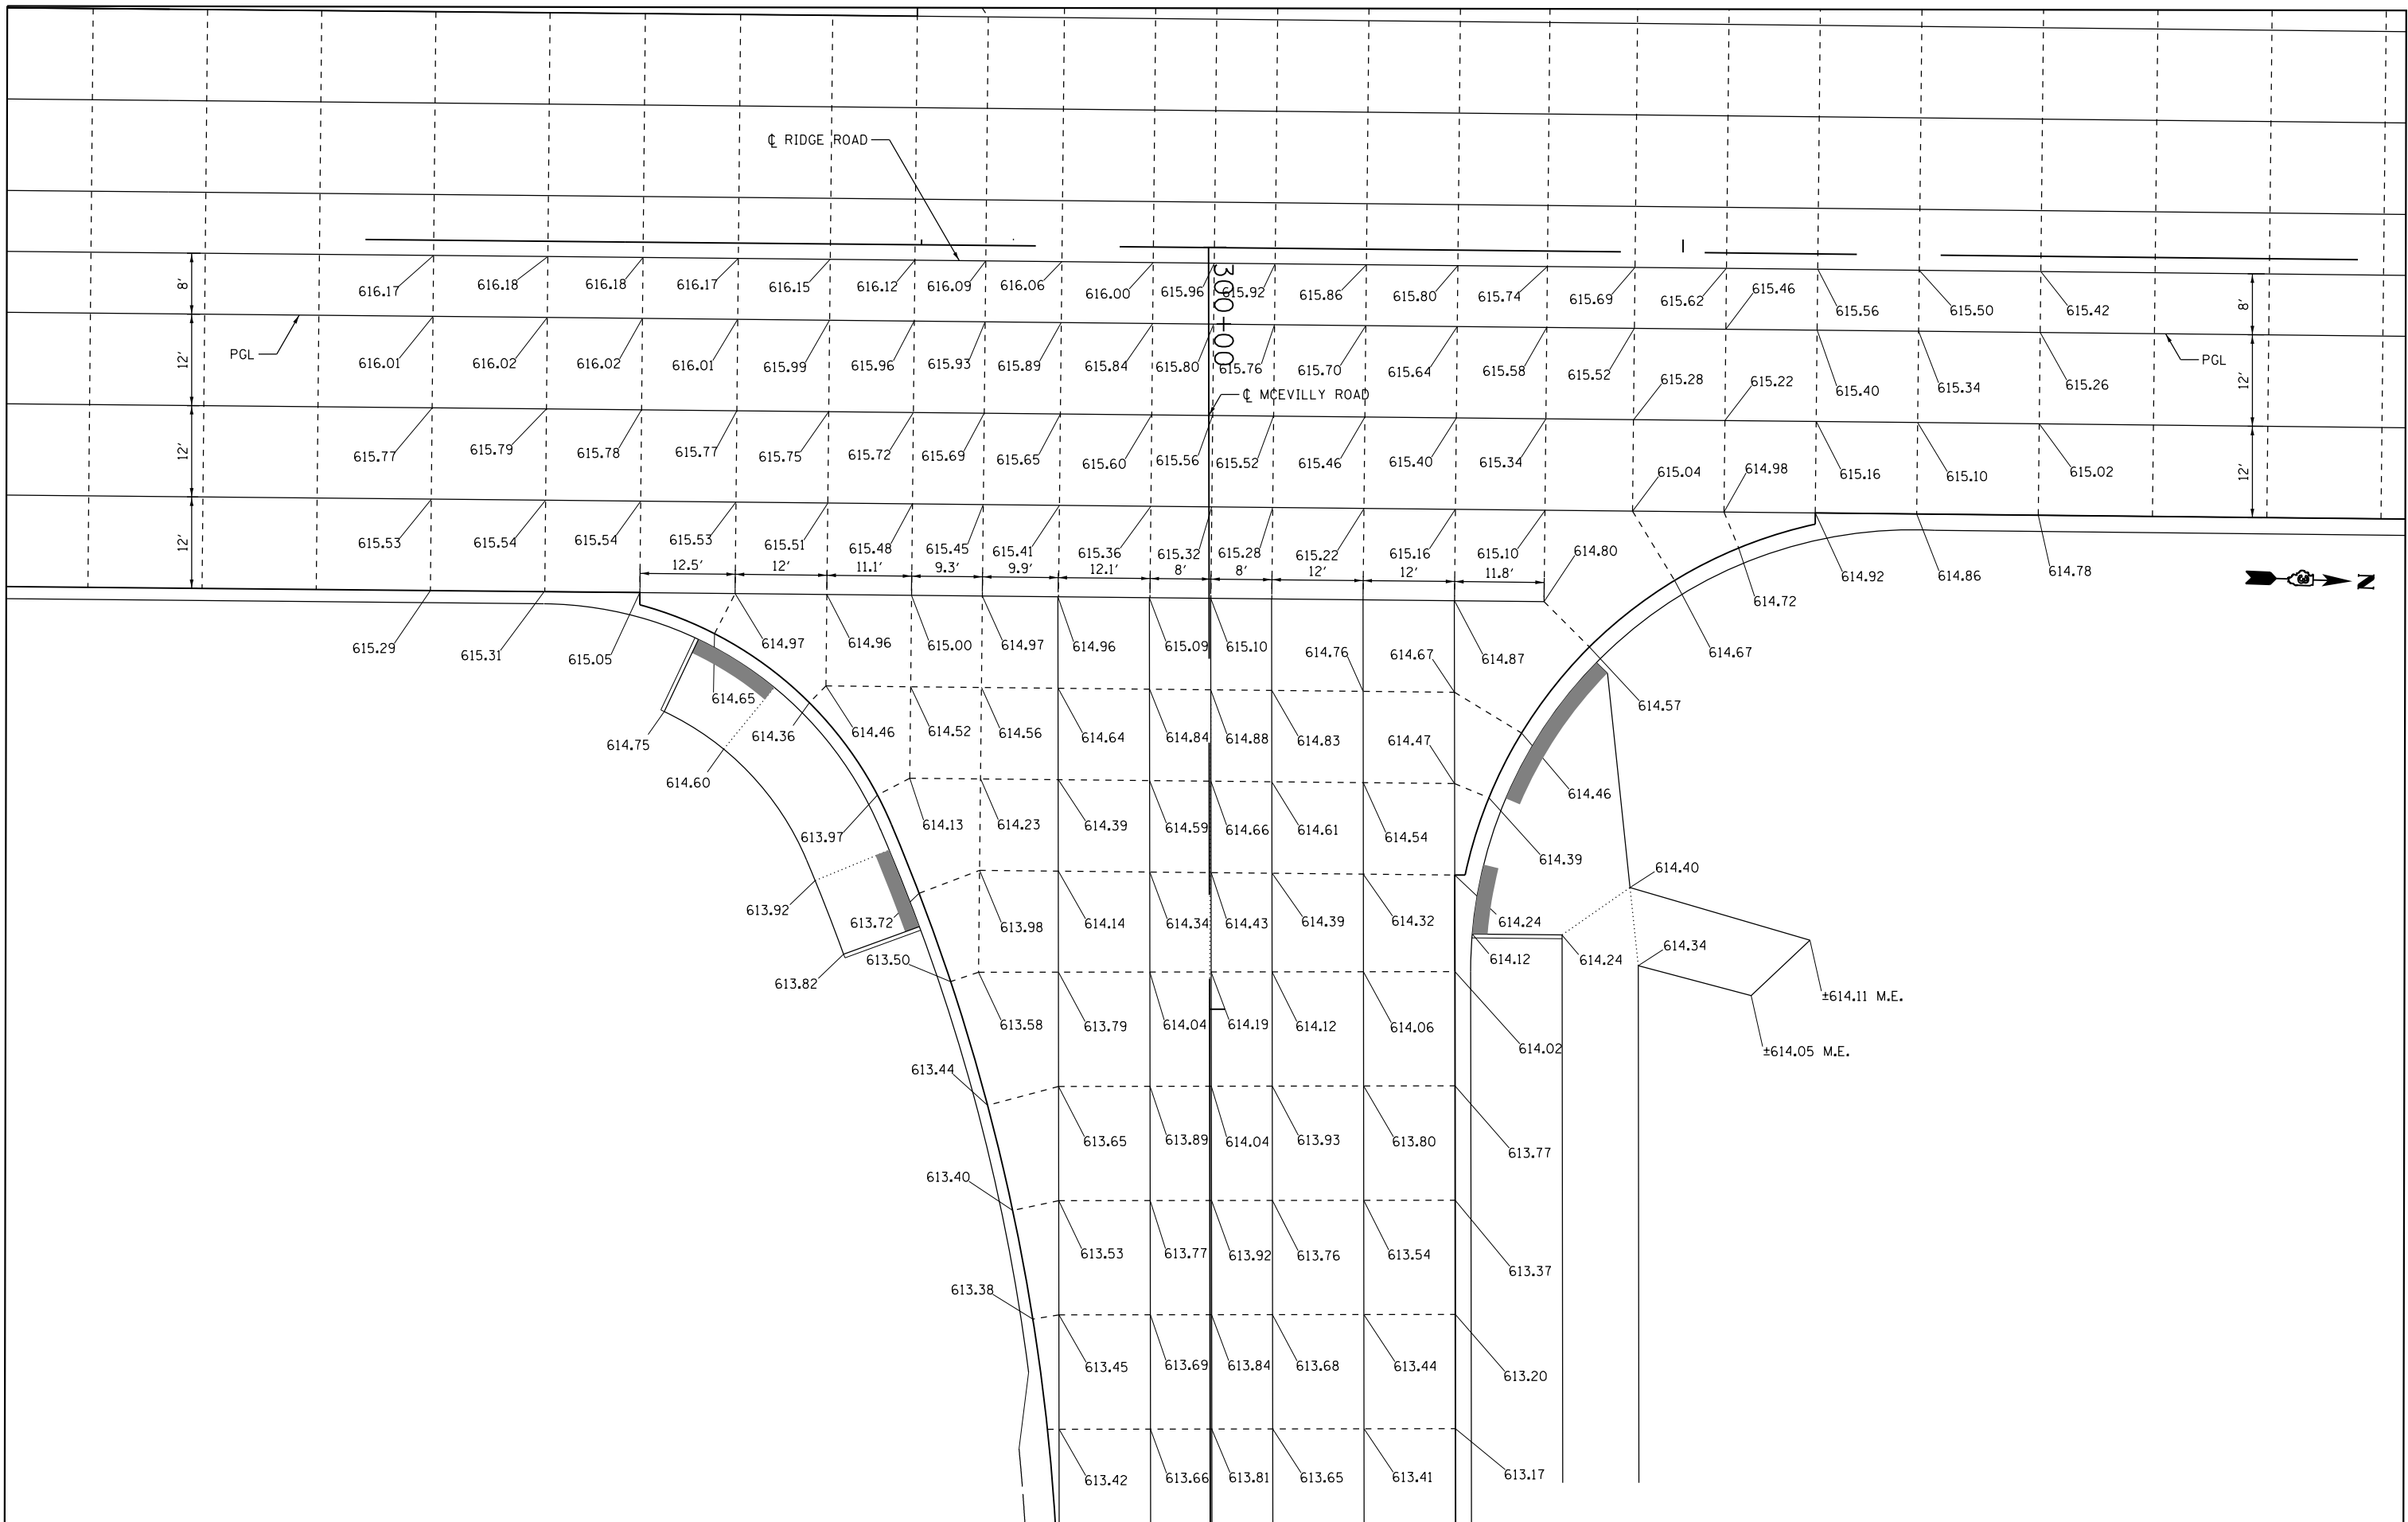 ℄ RIDGE ROAD
300+00
8' 616.17 616.18 616.18 616.17 616.15 616.12 616.09 616.06 616.00 615.96 615.92 615.86 615.80 615.74 615.69 615.62 615.46 615.56 615.50 615.42 8'
PGL 12' 616.01 616.02 616.02 616.01 615.99 615.96 615.93 615.89 615.84 615.80 615.76 615.70 615.64 615.58 615.52 615.28 615.22 615.40 615.34 615.26 12' PGL
℄ MCEVILLY ROAD
12' 615.77 615.79 615.78 615.77 615.75 615.72 615.69 615.65 615.60 615.56 615.52 615.46 615.40 615.34 615.04 614.98 615.16 615.10 615.02 12'
12' 615.53 615.54 615.54 615.53 615.51 615.48 615.45 615.41 615.36 615.32 615.28 615.22 615.16 615.10 614.80
12.5' 12' 11.1' 9.3' 9.9' 12.1' 8' 8' 12' 12' 11.8'
614.92 614.86 614.78 N
614.72
615.29 615.31 615.05 614.97 614.96 615.00 614.97 614.96 615.09 615.10 614.76 614.67 614.87 614.67
614.65 614.57
614.75 614.36 614.46 614.52 614.56 614.64 614.84 614.88 614.83 614.47
614.60 614.46
613.97 614.13 614.23 614.39 614.59 614.66 614.61 614.54 614.39
614.40
613.92 613.72 613.98 614.14 614.34 614.43 614.39 614.32 614.24
613.50 614.12 614.24 614.34
613.82 ±614.11 M.E.
613.58 613.79 614.04 614.19 614.12 614.06 614.02 ±614.05 M.E.
613.44
613.65 613.89 614.04 613.93 613.80 613.77
613.40
613.53 613.77 613.92 613.76 613.54 613.37
613.38
613.45 613.69 613.84 613.68 613.44 613.20
613.42 613.66 613.81 613.65 613.41 613.17